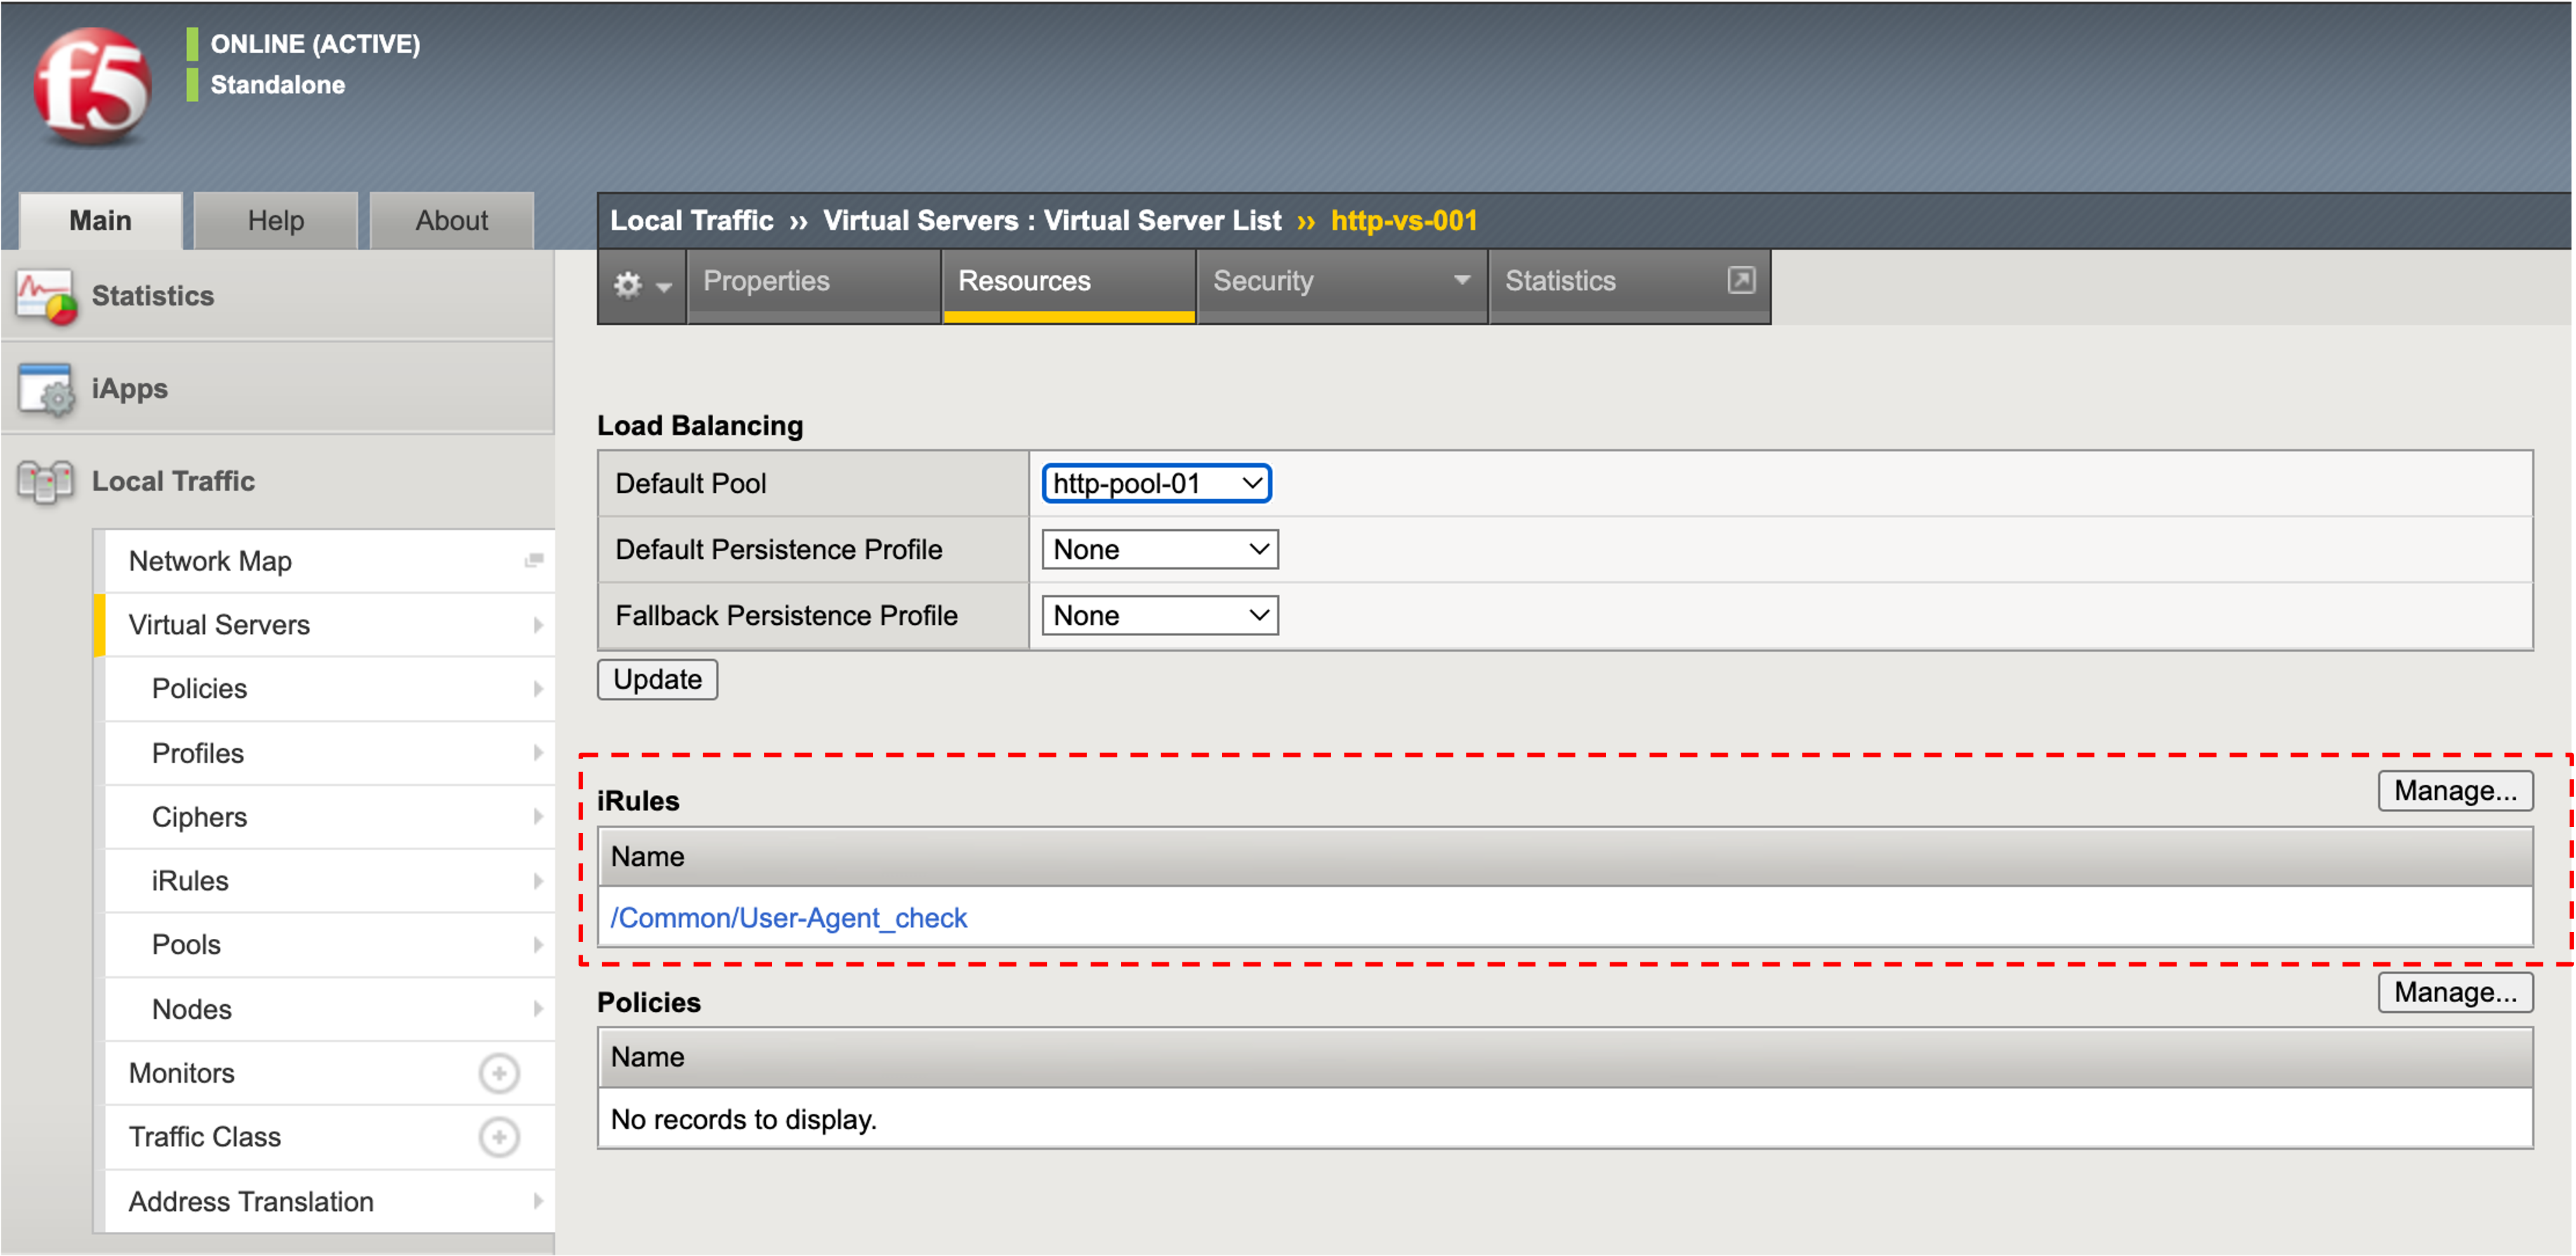 f5
ONLINE (ACTIVE)
Standalone
Main
Help
About
Local Traffic ›› Virtual Servers : Virtual Server List ›› http-vs-001
Properties
Resources
Security
Statistics
Statistics
iApps
Local Traffic
Network Map
Virtual Servers
Policies
Profiles
Ciphers
iRules
Pools
Nodes
Monitors
Traffic Class
Address Translation
Load Balancing
Default Pool http-pool-01
Default Persistence Profile None
Fallback Persistence Profile None
Update
iRules
Manage...
Name
/Common/User-Agent_check
Policies
Manage...
Name
No records to display.